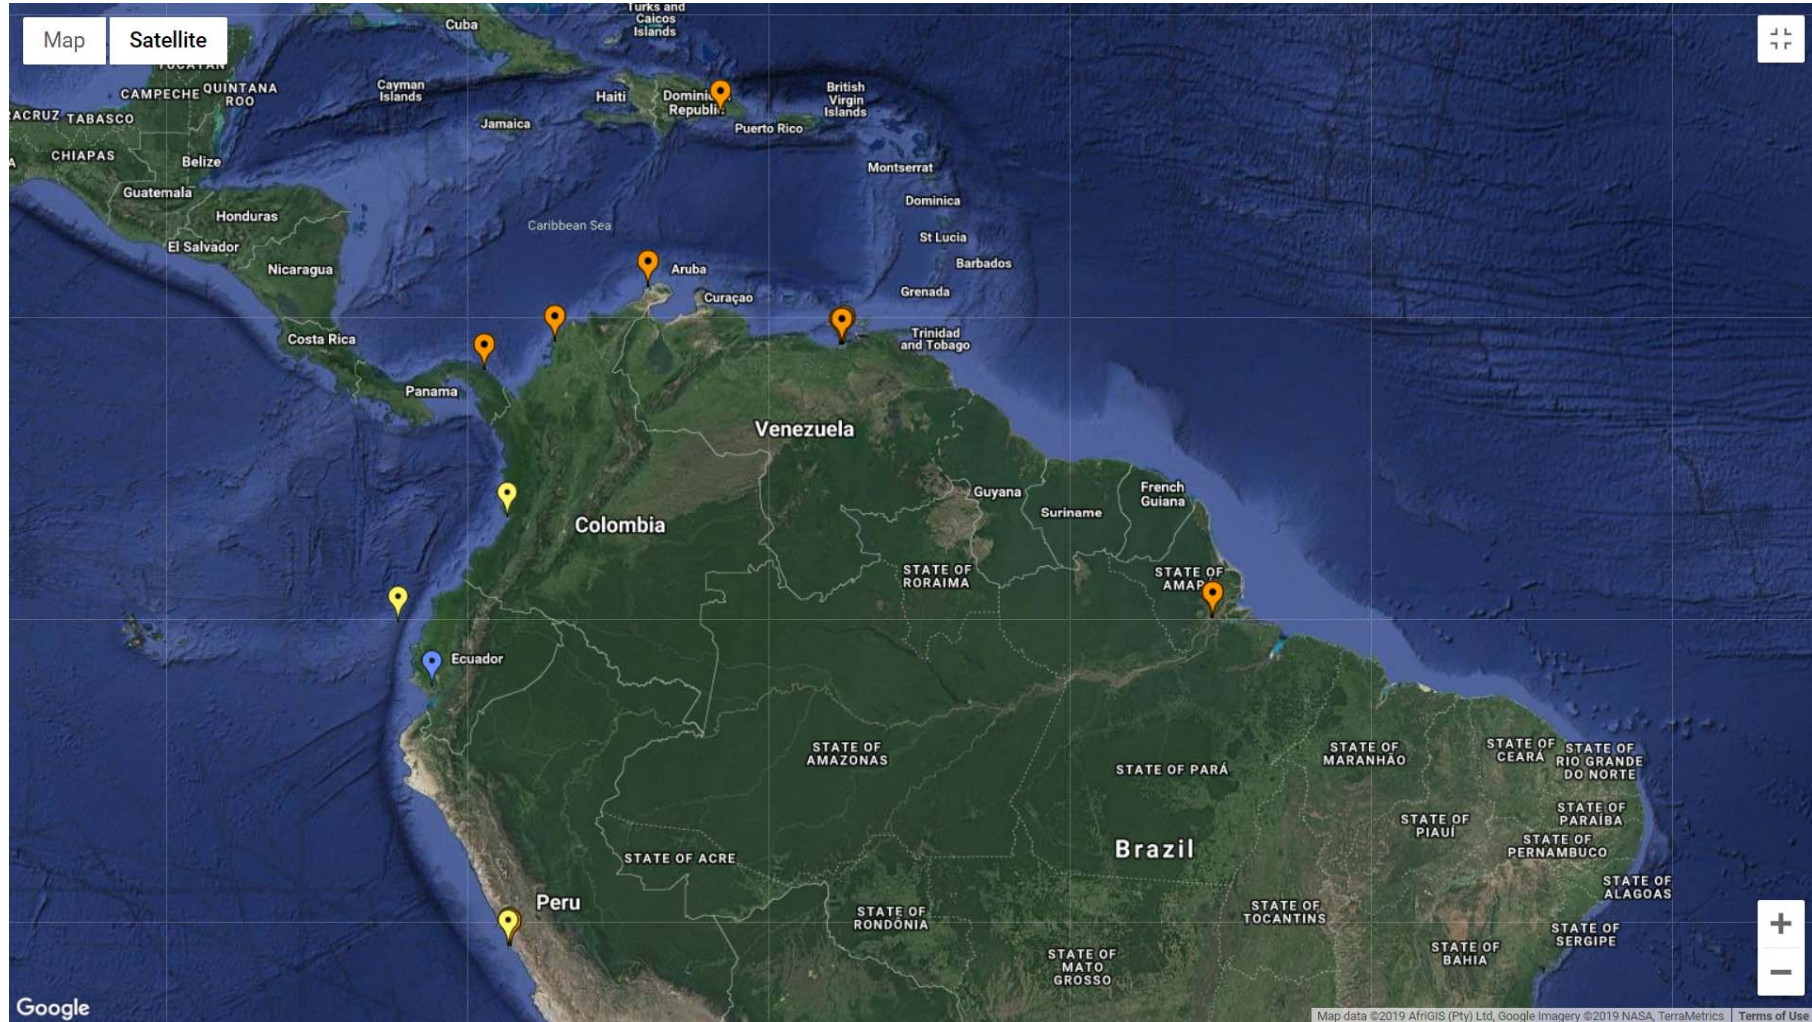 Map
Satellite
Cuba
Turks and
Caicos
Islands
YUCATAN
CAMPECHE
QUINTANA
ROO
Cayman
Islands
Haiti
Dominic
Republi
British
Virgin
Islands
RACRUZ
TABASCO
Jamaica
Puerto Rico
CHIAPAS
Belize
Montserrat
Guatemala
Dominica
Honduras
Caribbean Sea
El Salvador
St Lucia
Nicaragua
Aruba
Barbados
Curaçao
Grenada
Costa Rica
Trinidad
and Tobago
Panama
Venezuela
Guyana
French
Guiana
Suriname
Colombia
STATE OF
RORAIMA
STATE OF
AMAP
Ecuador
STATE OF
AMAZONAS
STATE OF PARÁ
STATE OF
MARANHÃO
STATE OF
CEARÁ
STATE OF
RIO GRANDE
DO NORTE
STATE OF
PARAÍBA
STATE OF
PIAUÍ
STATE OF
PERNAMBUCO
Brazil
STATE OF ACRE
STATE OF
ALAGOAS
Peru
STATE OF
RONDÔNIA
STATE OF
TOCANTINS
STATE OF
SERGIPE
STATE OF
BAHIA
STATE OF
MATO
GROSSO
Google
Map data ©2019 AfriGIS (Pty) Ltd, Google Imagery ©2019 NASA, TerraMetrics
Terms of Use